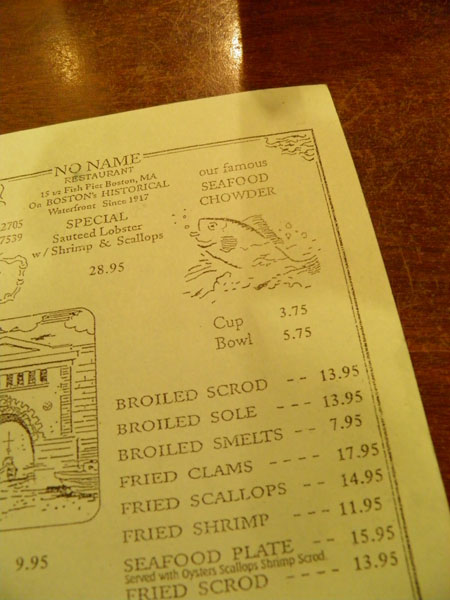 NO NAME
RESTAURANT
15 1/2 Fish Pier Boston, MA
On BOSTON's HISTORICAL
Waterfront Since 1917
2705
7539
SPECIAL
Sauteed Lobster
w/ Shrimp & Scallops
28.95
our famous
SEAFOOD
CHOWDER
Cup 3.75
Bowl 5.75
BROILED SCROD -- 13.95
BROILED SOLE --- 13.95
BROILED SMELTS -- 7.95
FRIED CLAMS ---- 17.95
FRIED SCALLOPS -- 14.95
FRIED SHRIMP --- 11.95
SEAFOOD PLATE -- 15.95
Served with Oysters Scallops Shrimp Scrod
FRIED SCROD ---- 13.95
9.95